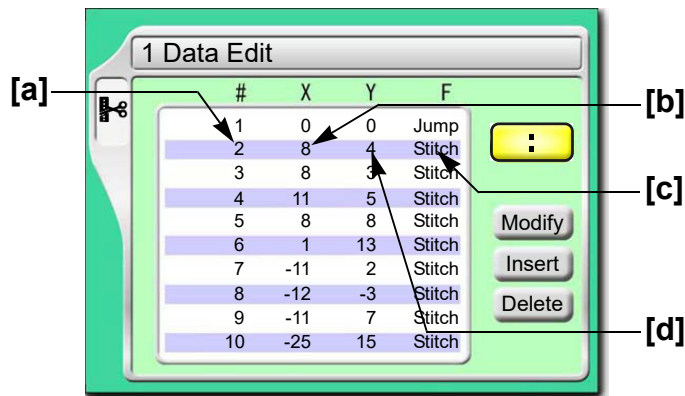 1 Data Edit
[a]
# X Y F
[b]
1 0 0 Jump
:
2 8 4 Stitch
3 8 3 Stitch
[c]
4 11 5 Stitch
5 8 8 Stitch
Modify
6 1 13 Stitch
7 -11 2 Stitch
Insert
8 -12 -3 Stitch
Delete
9 -11 7 Stitch
[d]
10 -25 15 Stitch